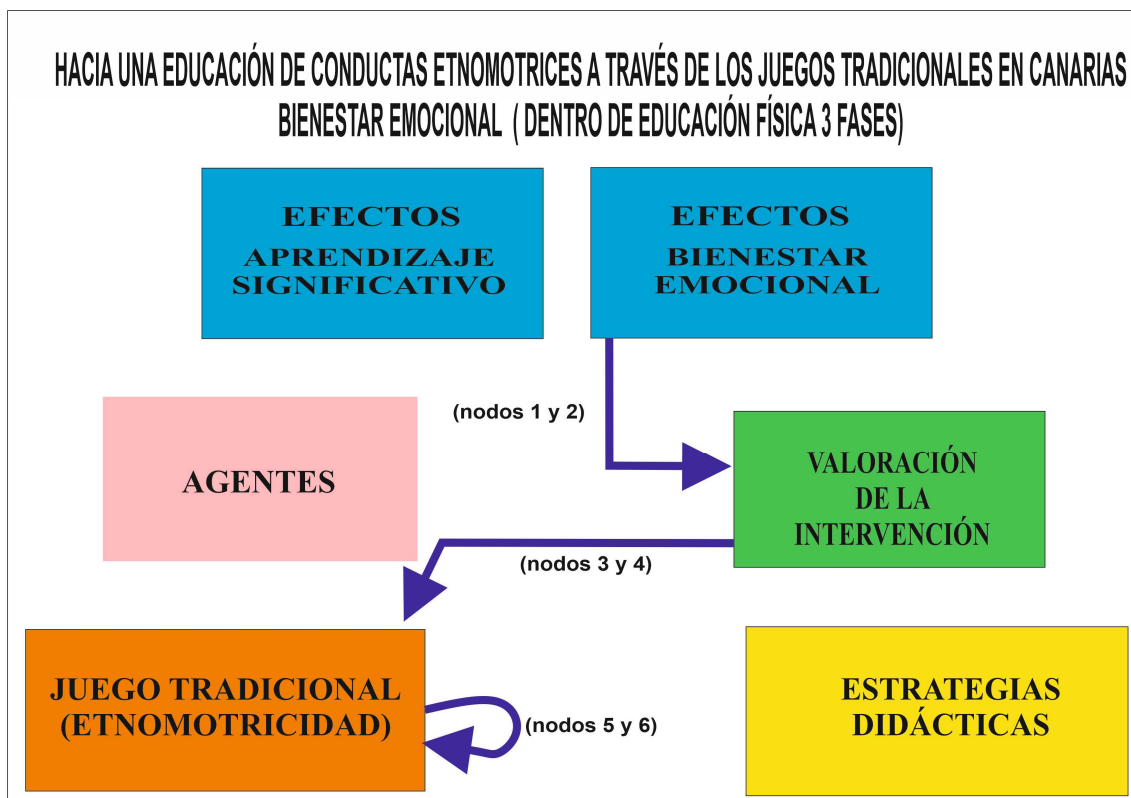 HACIA UNA EDUCACIÓN DE CONDUCTAS ETNOMOTRICES A TRAVÉS DE LOS JUEGOS TRADICIONALES EN CANARIAS
BIENESTAR EMOCIONAL ( DENTRO DE EDUCACIÓN FÍSICA 3 FASES)
EFECTOS
APRENDIZAJE
SIGNIFICATIVO
EFECTOS
BIENESTAR
EMOCIONAL
(nodos 1 y 2)
AGENTES
VALORACIÓN
DE LA
INTERVENCIÓN
(nodos 3 y 4)
JUEGO TRADICIONAL
(ETNOMOTRICIDAD)
(nodos 5 y 6)
ESTRATEGIAS
DIDÁCTICAS